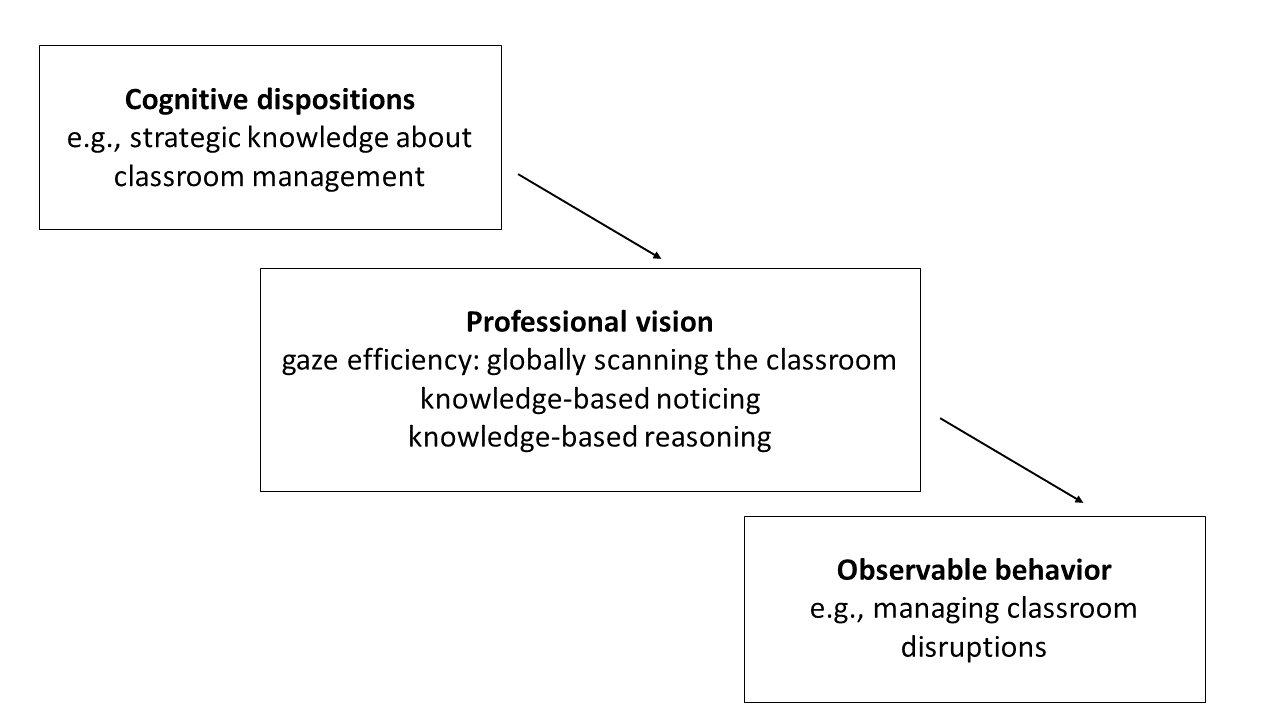 Cognitive dispositions
e.g., strategic knowledge about
classroom management
Professional vision
gaze efficiency: globally scanning the classroom
knowledge-based noticing
knowledge-based reasoning
Observable behavior
e.g., managing classroom
disruptions